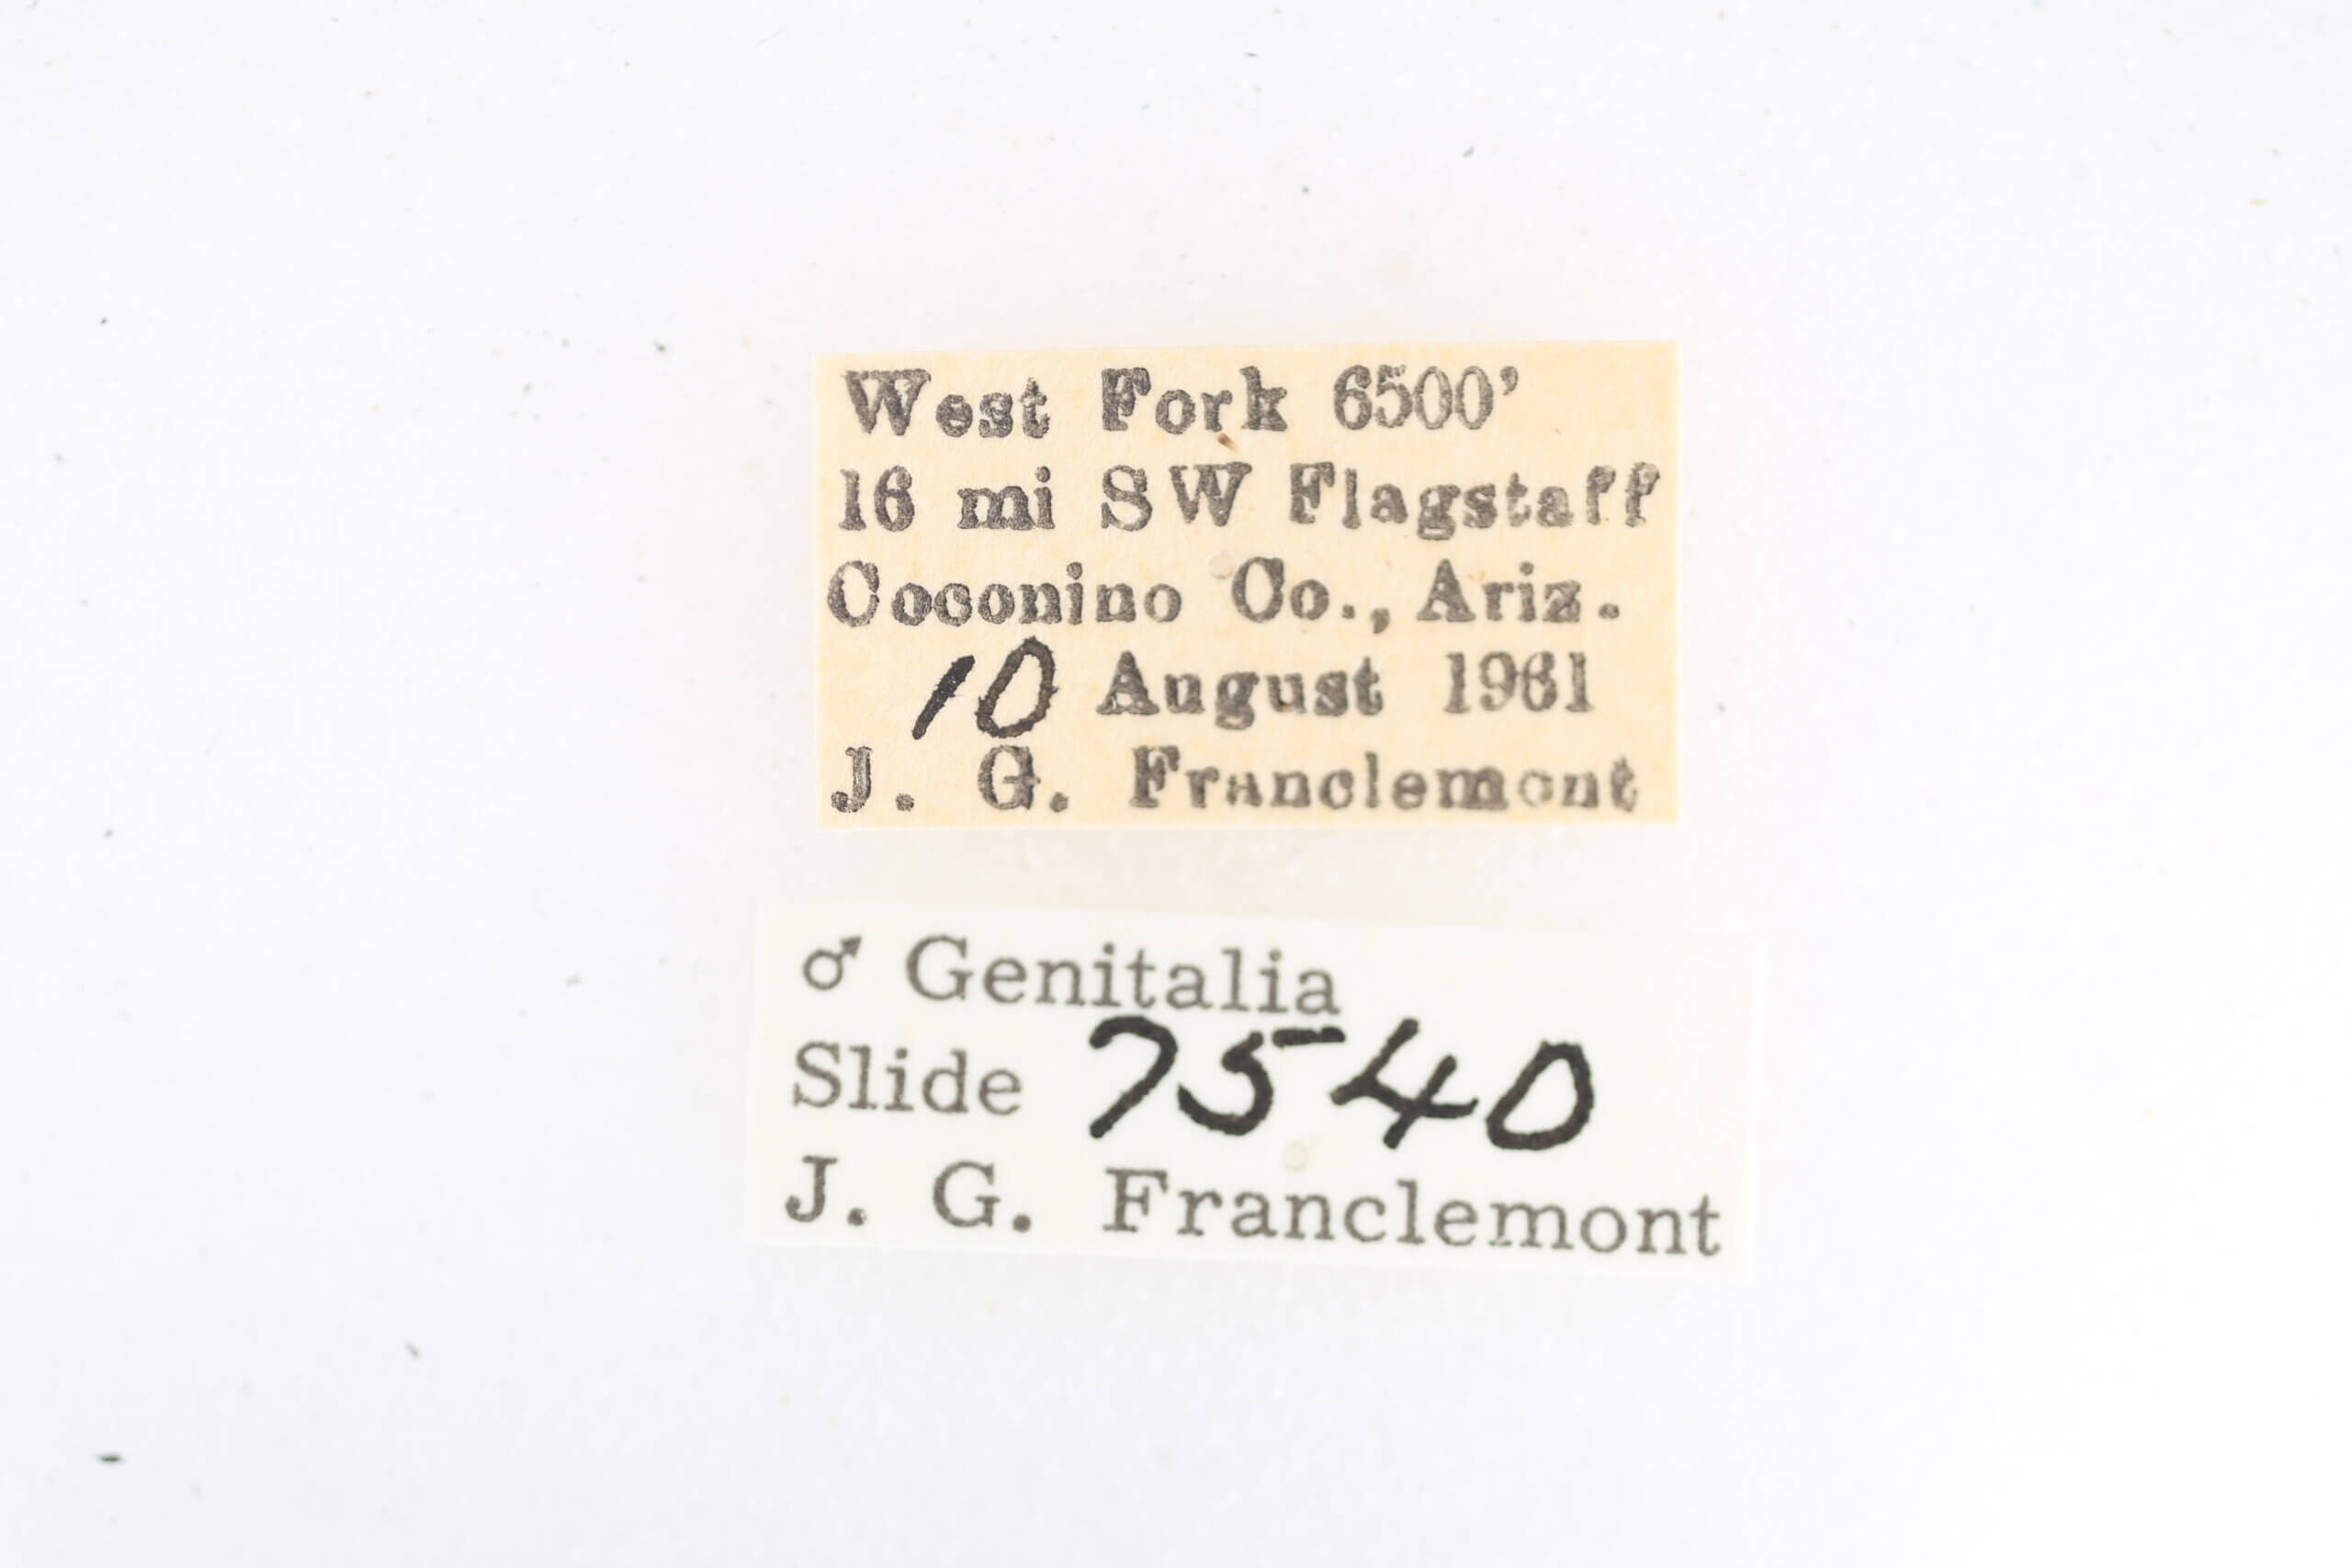 West Fork 6500'
16 mi SW Flagstaff
Coconino Co., Ariz.
10 August 1961
J. G. Franclemont
♂ Genitalia
Slide 7540
J. G. Franclemont